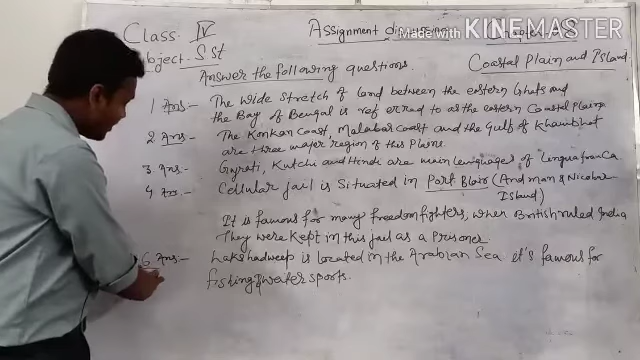 Class. IV
Assignment
Made with KINEMASTER
Subject. S.St
Coastal Plain and Island
Answer the following questions.
1 Ans:- The wide stretch of land between the eastern Ghats and
the Bay of Bengal is referred to as the eastern Coastal Plain
2 Ans:- The Konkan coast, Malabar coast and the Gulf of Khambhat
are three major region of this Plane.
3. Ans:- Gujrati, Kutchi and Hindi are main languages of Lingua franca
4 Ans.- Cellular Jail is situated in Port Blair (Andman & Nicobar
Island)
It is famous for many freedom fighters, when British ruled India
They were kept in this jail as a Prisoner.
6 Ans:- Lakshadweep is located in the Arabian Sea it's famous for
fishing & water sports.